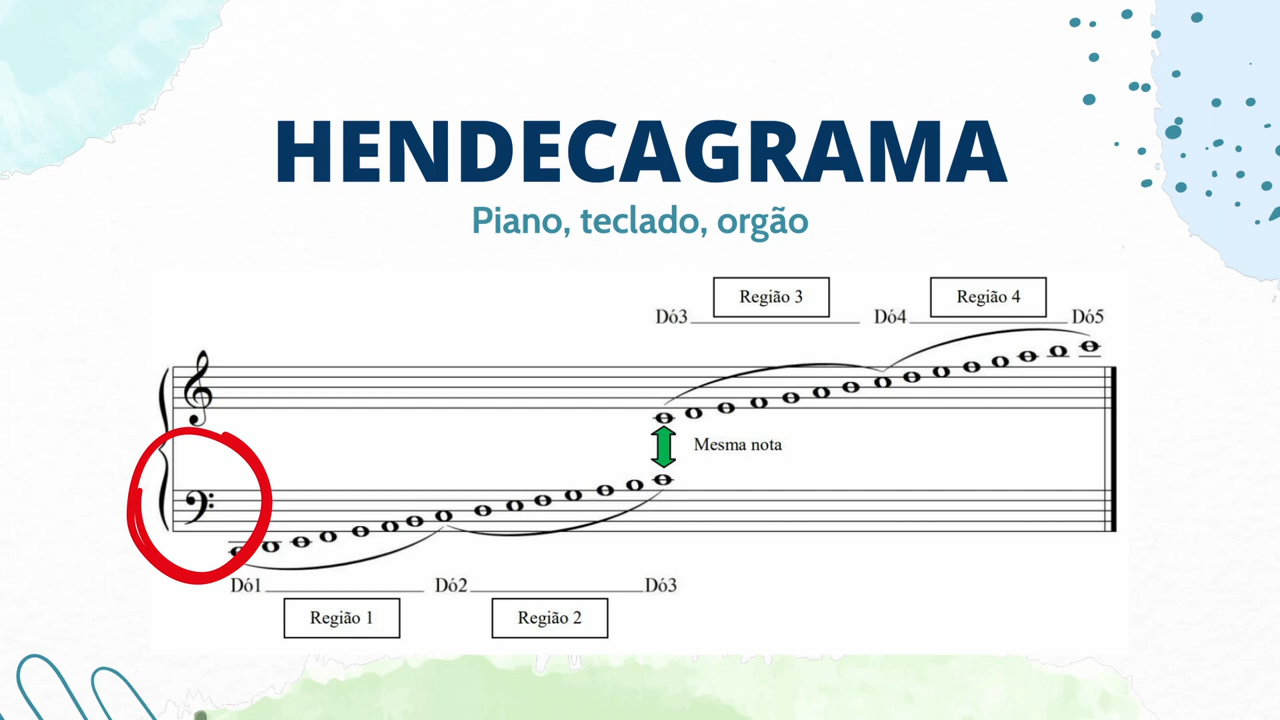 HENDECAGRAMA
Piano, teclado, orgão
Região 3
Região 4
Dó3
Dó4
Dó5
Mesma nota
Dó1
Dó2
Dó3
Região 1
Região 2